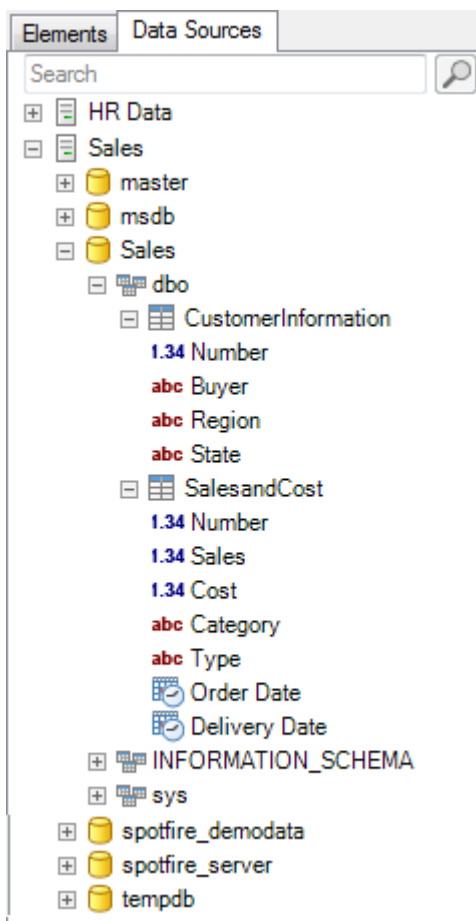 Elements Data Sources
Search
HR Data
Sales
master
msdb
Sales
dbo
CustomerInformation
1.34 Number
abc Buyer
abc Region
abc State
SalesandCost
1.34 Number
1.34 Sales
1.34 Cost
abc Category
abc Type
Order Date
Delivery Date
INFORMATION_SCHEMA
sys
spotfire_demodata
spotfire_server
tempdb